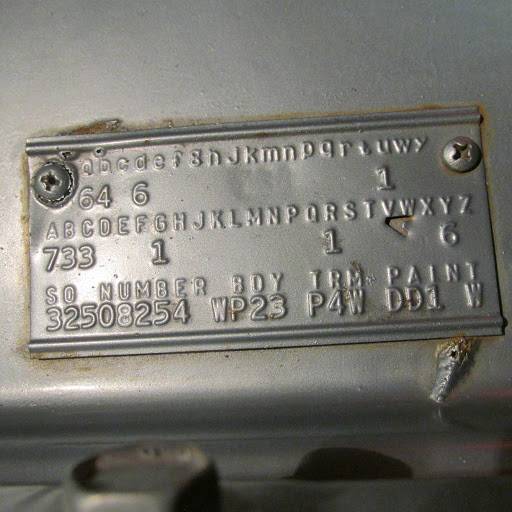 abcdefghJkmnpqrtuwy
64 6 1
ABCDEFGHJKLMNPQRSTVWXYZ
733 1 1 6
SO NUMBER BDY TRM PAINT
32508254 WP23 P4W DD1 W